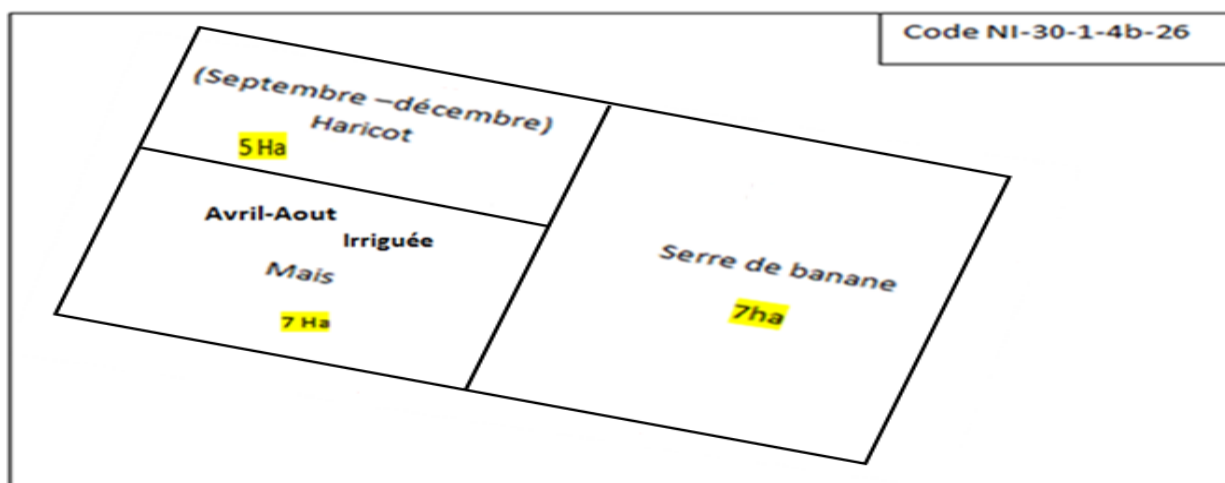 Code NI-30-1-4b-26
(Septembre –décembre)
Haricot
5 Ha
Avril-Aout
Irriguée
Mais
7 Ha
Serre de banane
7ha